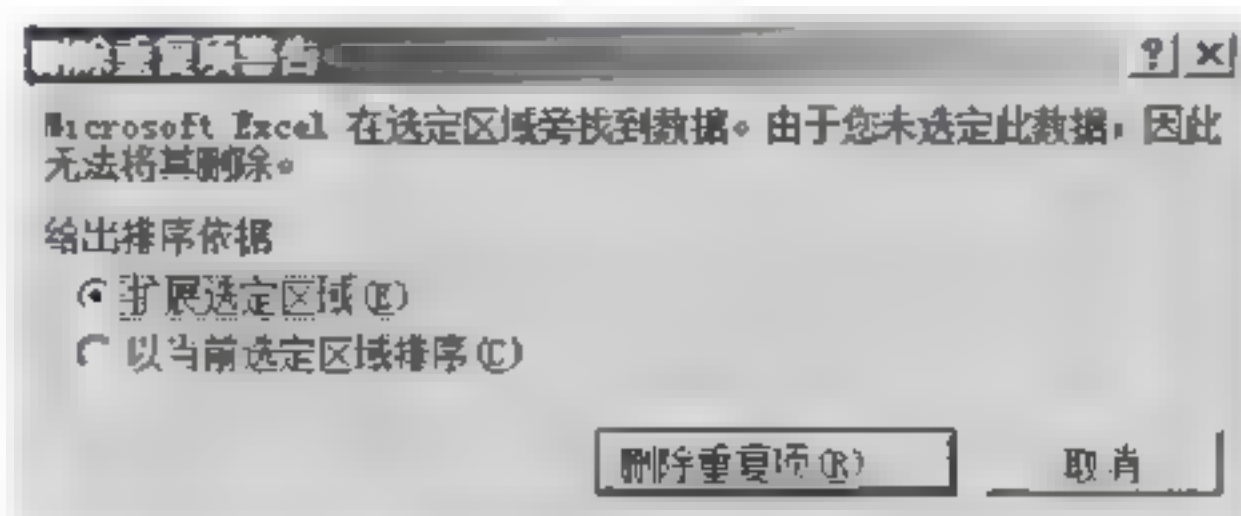 删除重复项警告
Microsoft Excel 在选定区域旁找到数据。由于您未选定此数据，因此
无法将其删除。
给出排序依据
扩展选定区域(E)
以当前选定区域排序(C)
删除重复项(R)
取消